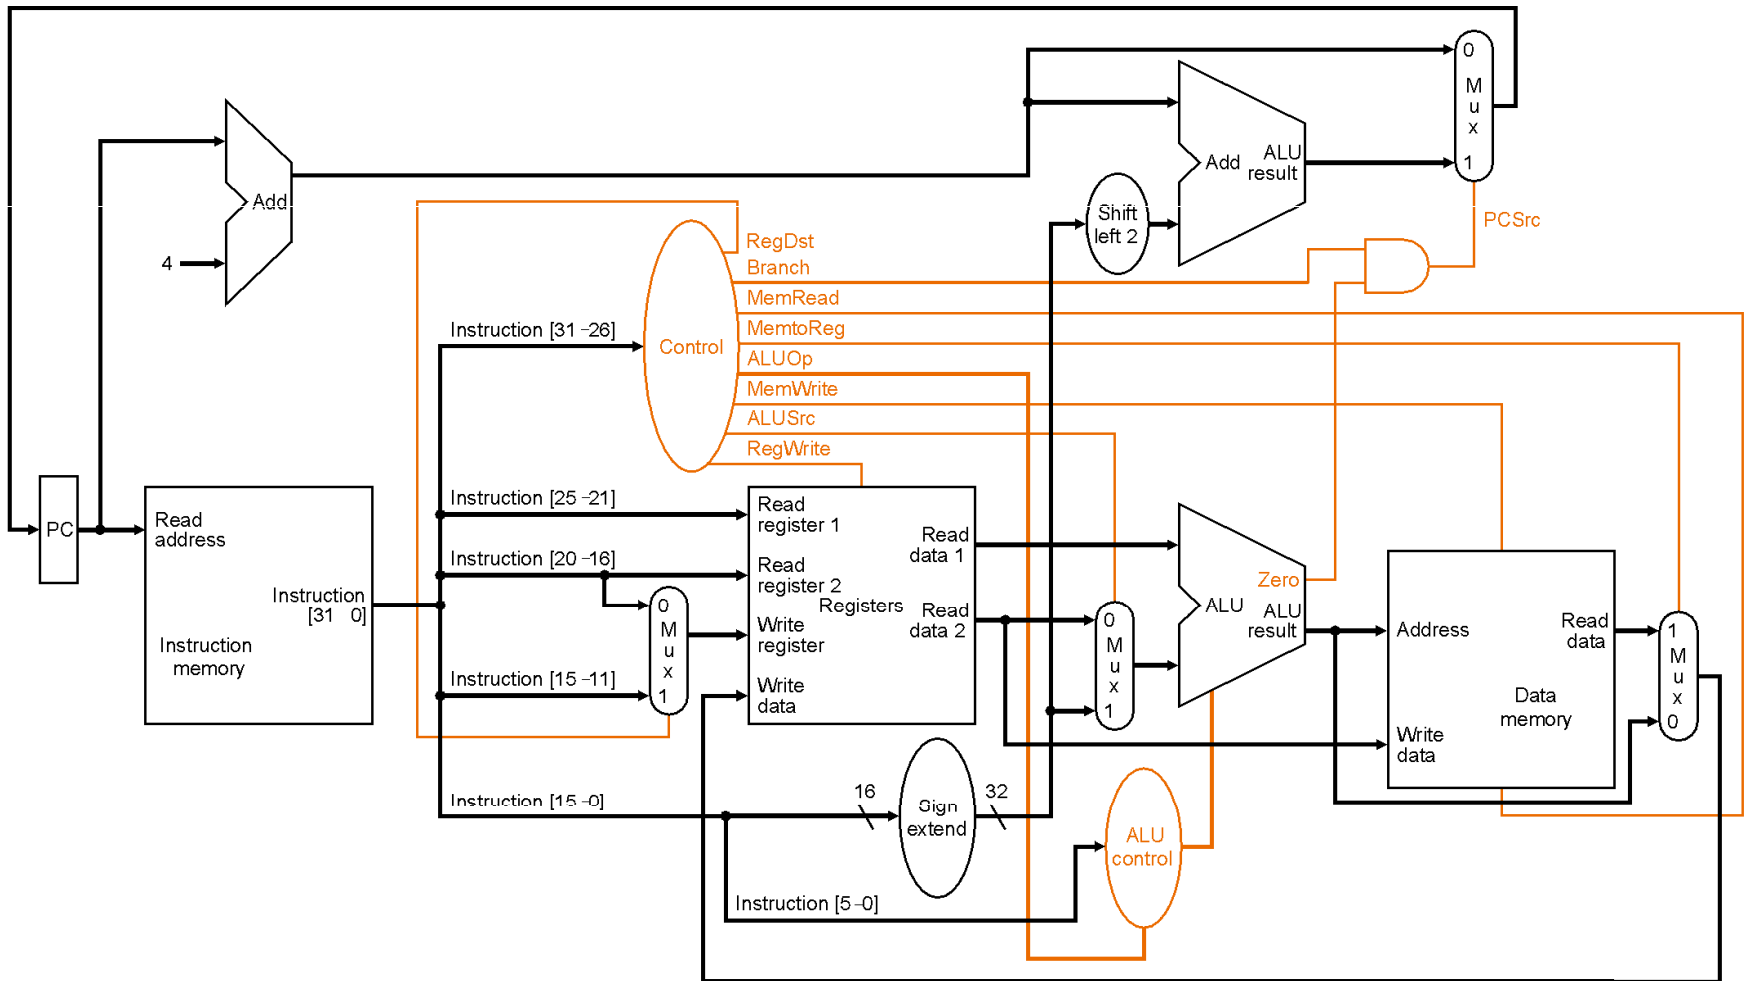 0
M
u
x
1
Add
ALU
result
Shift
left 2
PCSrc
Add
4
RegDst
Branch
MemRead
MemtoReg
ALUOp
MemWrite
ALUSrc
RegWrite
Control
Instruction [31–26]
PC
Read
address
Instruction
[31 0]
Instruction
memory
Instruction [25–21]
Instruction [20–16]
Instruction [15–11]
Instruction [15–0]
Instruction [5–0]
0
M
u
x
1
Read
register 1
Read
register 2
Registers
Write
register
Write
data
Read
data 1
Read
data 2
0
M
u
x
1
Zero
ALU
ALU
result
Address
Read
data
Data
memory
Write
data
1
M
u
x
0
16
Sign
extend
32
ALU
control